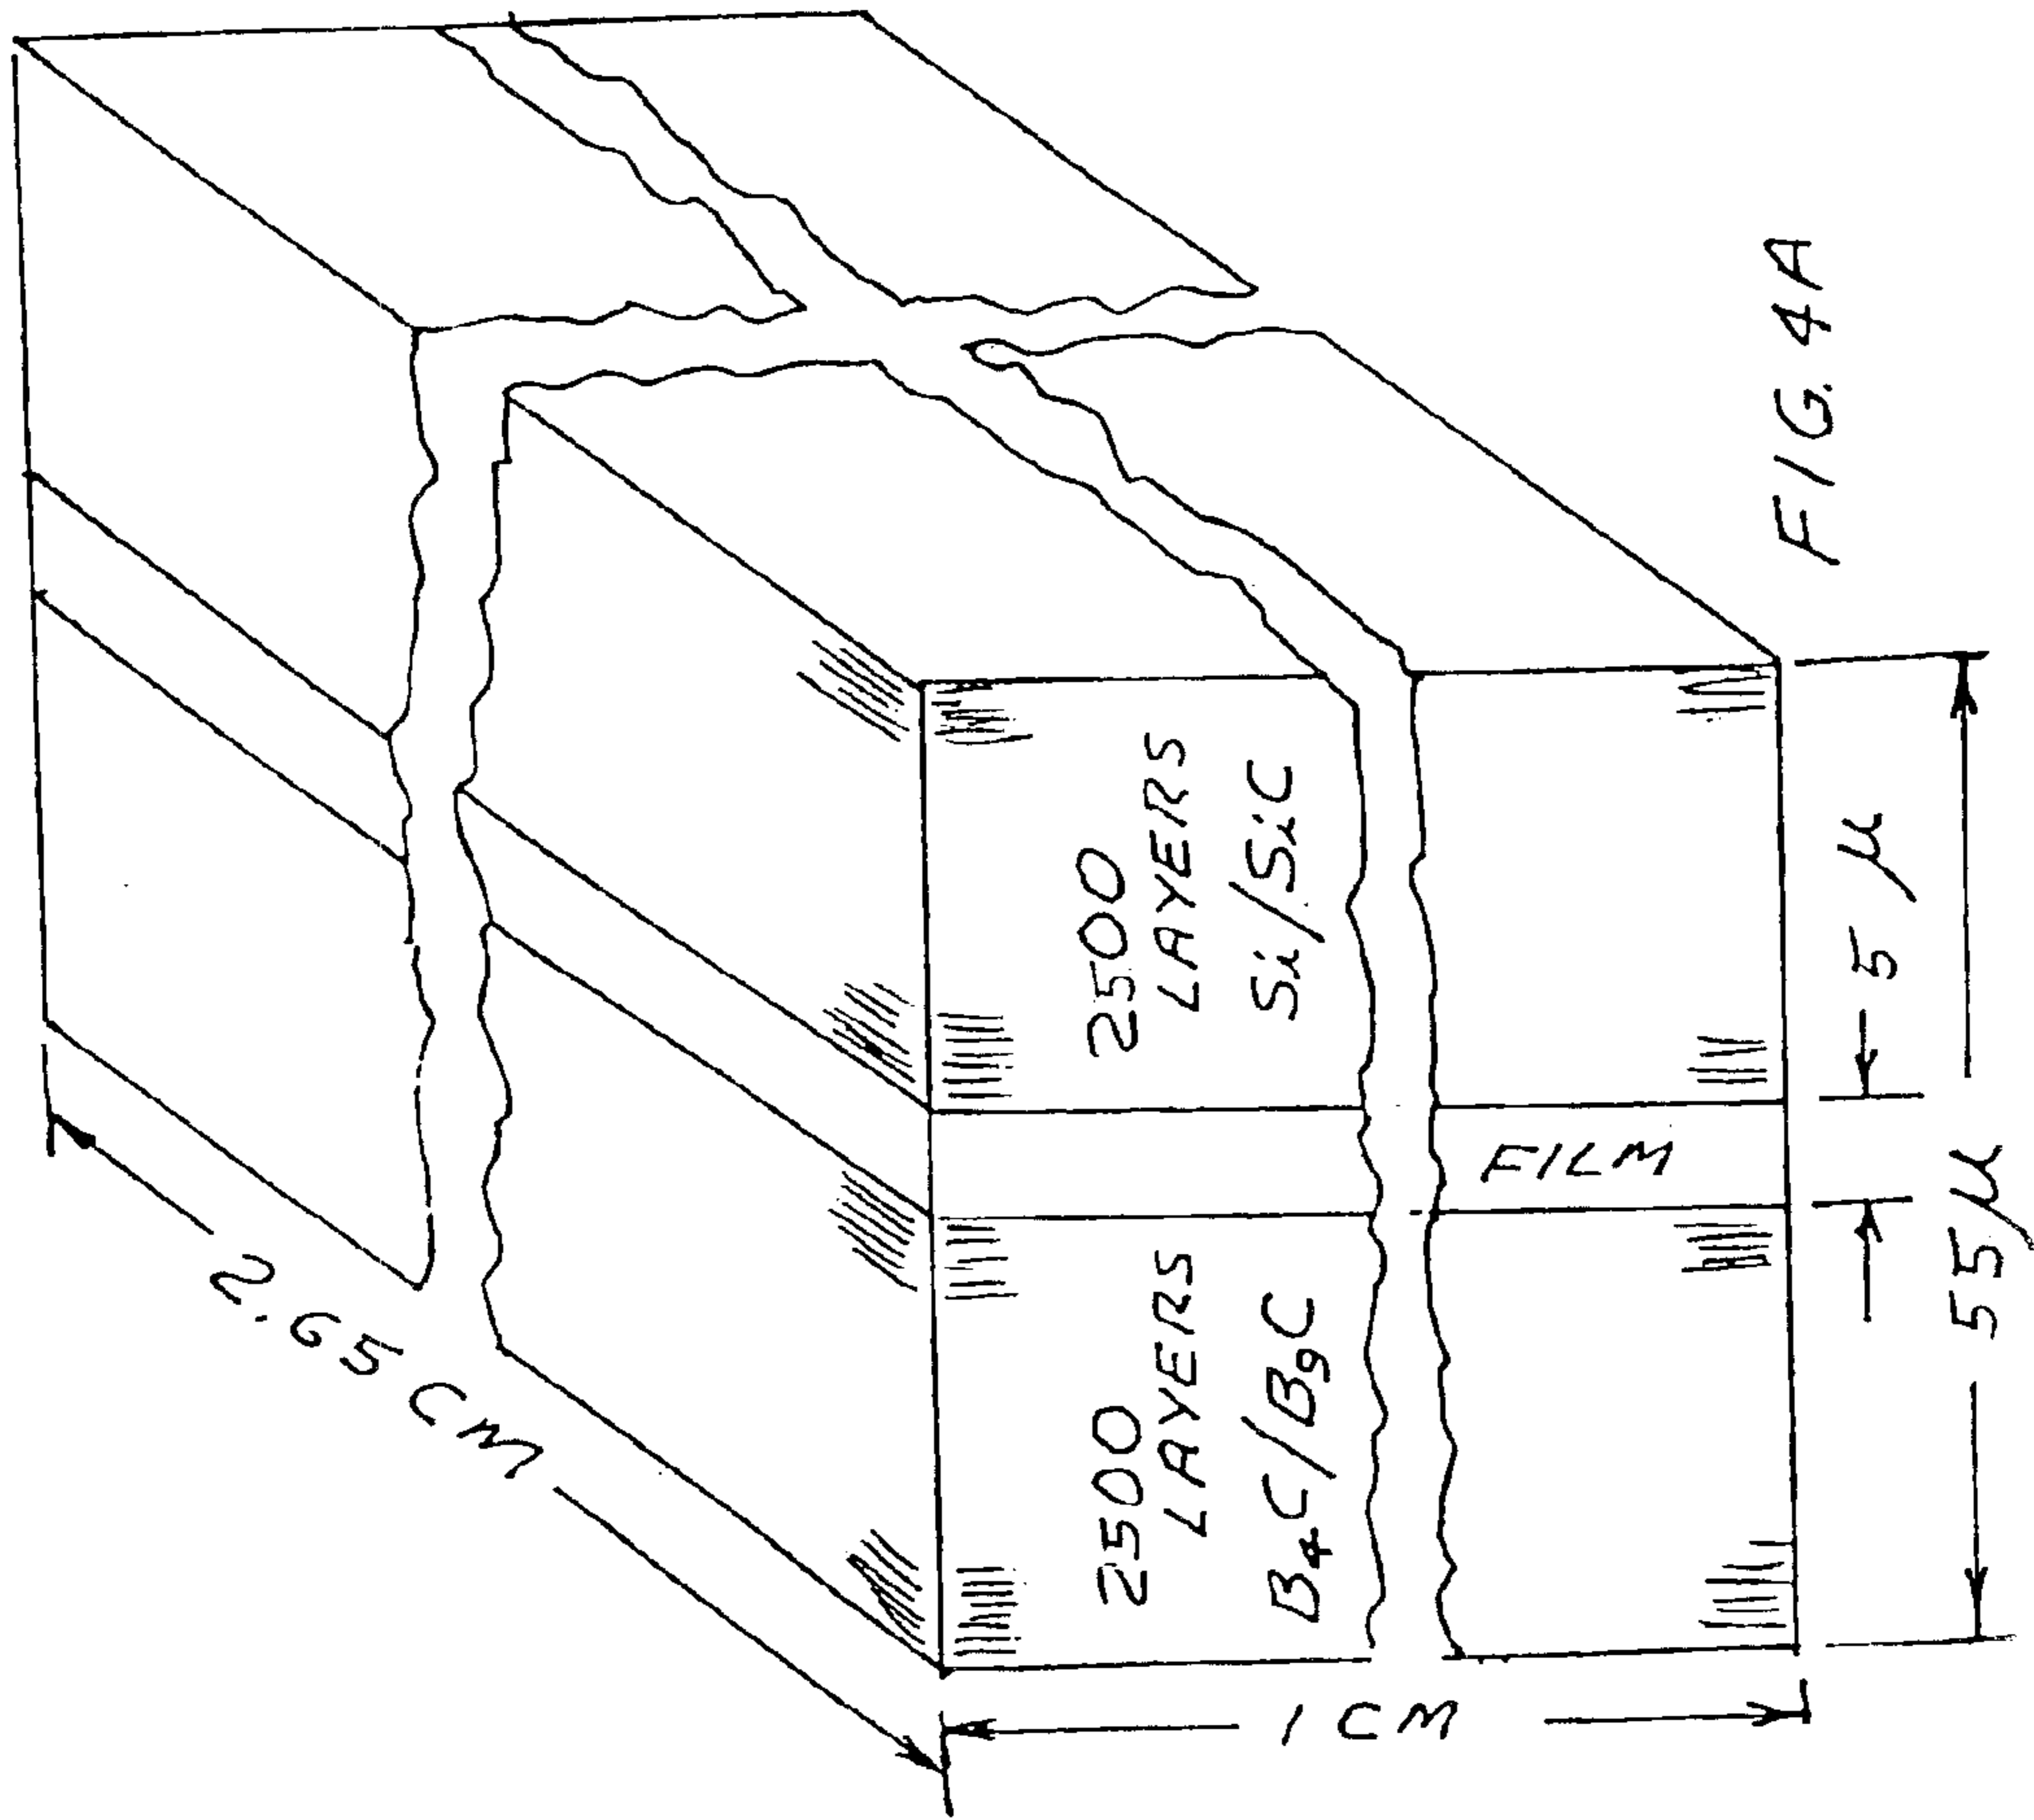 2.65 CM
2500
LAYERS
B₄C/B₉C
2500
LAYERS
Si/SiC
FILM
1 CM
5 μ
55 μ
FIG. 4A